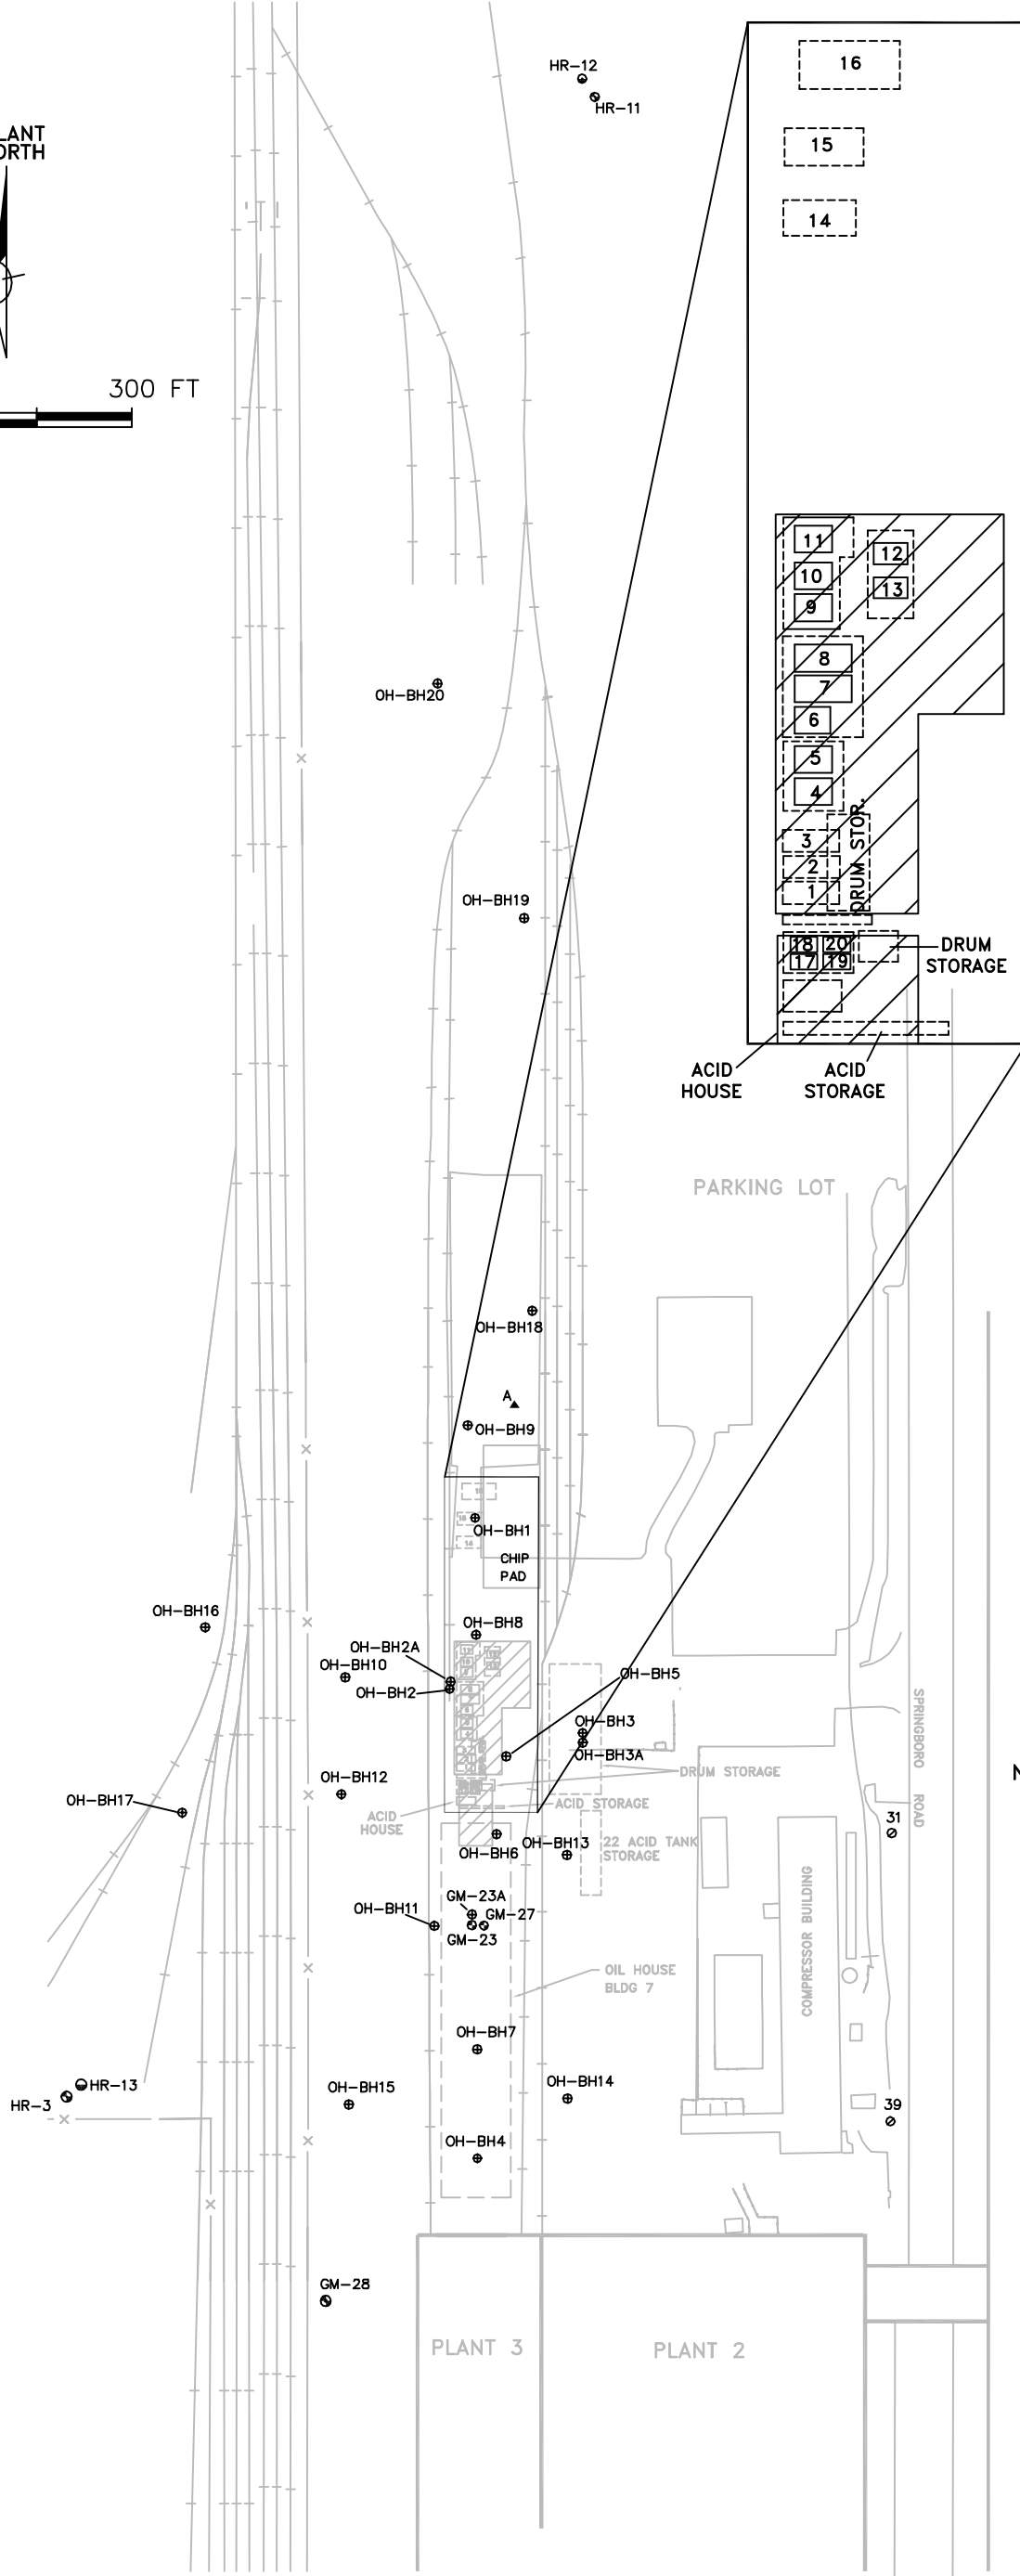 HR-12
HR-11
LANT
ORTH
300 FT
16
15
14
11
12
10
13
9
8
7
6
5
4
3
2
1
DRUM STOR.
18
20
17
19
DRUM
STORAGE
ACID
HOUSE
ACID
STORAGE
OH-BH20
OH-BH19
PARKING LOT
OH-BH18
A
OH-BH9
OH-BH1
14
CHIP
PAD
OH-BH16
OH-BH8
OH-BH2A
OH-BH10
OH-BH2
OH-BH5
OH-BH3
OH-BH3A
SPRINGBORO ROAD
OH-BH12
DRUM STORAGE
OH-BH17
ACID
HOUSE
ACID STORAGE
N
31
OH-BH6
OH-BH13
22 ACID TANK
STORAGE
GM-23A
OH-BH11
GM-27
GM-23
COMPRESSOR BUILDING
OIL HOUSE
BLDG 7
OH-BH7
HR-13
HR-3
OH-BH15
OH-BH14
39
OH-BH4
GM-28
PLANT 3
PLANT 2